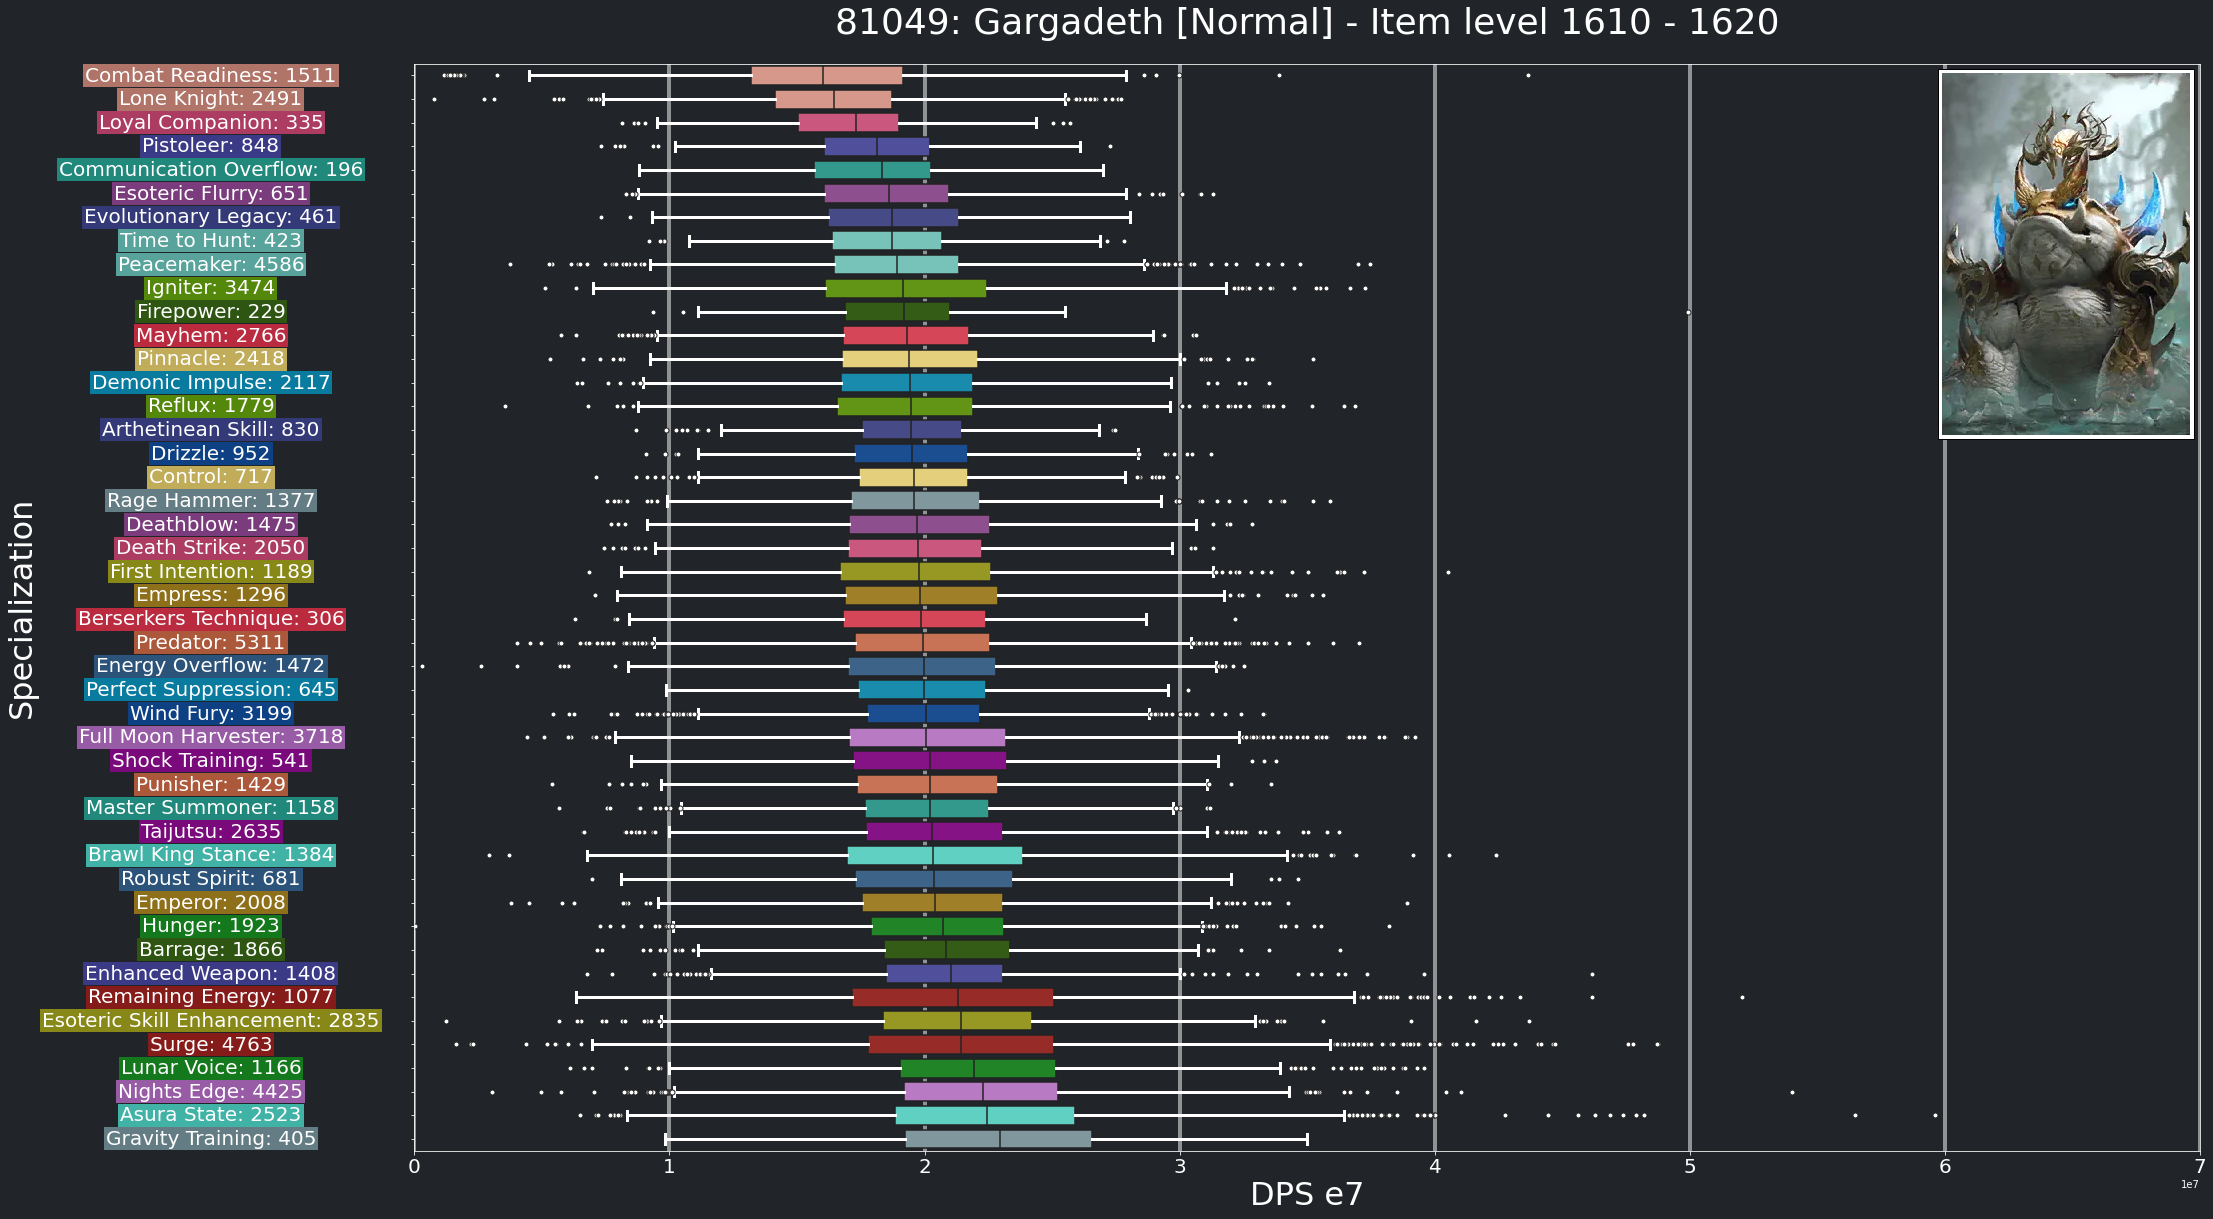 81049: Gargadeth [Normal] - Item level 1610 - 1620
Combat Readiness: 1511
Lone Knight: 2491
Loyal Companion: 335
Pistoleer: 848
Communication Overflow: 196
Esoteric Flurry: 651
Evolutionary Legacy: 461
Time to Hunt: 423
Peacemaker: 4586
Igniter: 3474
Firepower: 229
Mayhem: 2766
Pinnacle: 2418
Demonic Impulse: 2117
Reflux: 1779
Arthetinean Skill: 830
Drizzle: 952
Control: 717
Rage Hammer: 1377
Deathblow: 1475
Death Strike: 2050
First Intention: 1189
Empress: 1296
Berserkers Technique: 306
Predator: 5311
Energy Overflow: 1472
Perfect Suppression: 645
Wind Fury: 3199
Full Moon Harvester: 3718
Shock Training: 541
Punisher: 1429
Master Summoner: 1158
Taijutsu: 2635
Brawl King Stance: 1384
Robust Spirit: 681
Emperor: 2008
Hunger: 1923
Barrage: 1866
Enhanced Weapon: 1408
Remaining Energy: 1077
Esoteric Skill Enhancement: 2835
Surge: 4763
Lunar Voice: 1166
Nights Edge: 4425
Asura State: 2523
Gravity Training: 405
Specialization
0 1 2 3 4 5 6 7
DPS e7
1e7